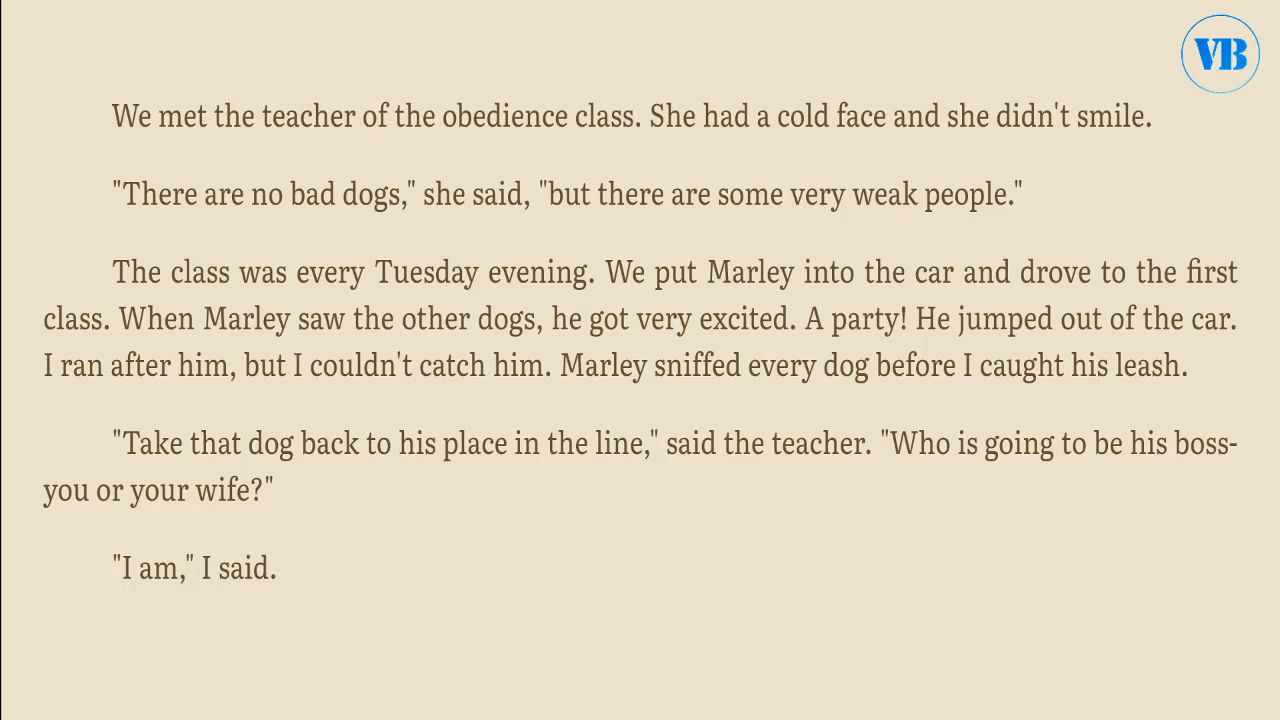 VB
We met the teacher of the obedience class. She had a cold face and she didn't smile.
"There are no bad dogs," she said, "but there are some very weak people."
The class was every Tuesday evening. We put Marley into the car and drove to the first
class. When Marley saw the other dogs, he got very excited. A party! He jumped out of the car.
I ran after him, but I couldn't catch him. Marley sniffed every dog before I caught his leash.
"Take that dog back to his place in the line," said the teacher. "Who is going to be his boss-
you or your wife?"
"I am," I said.